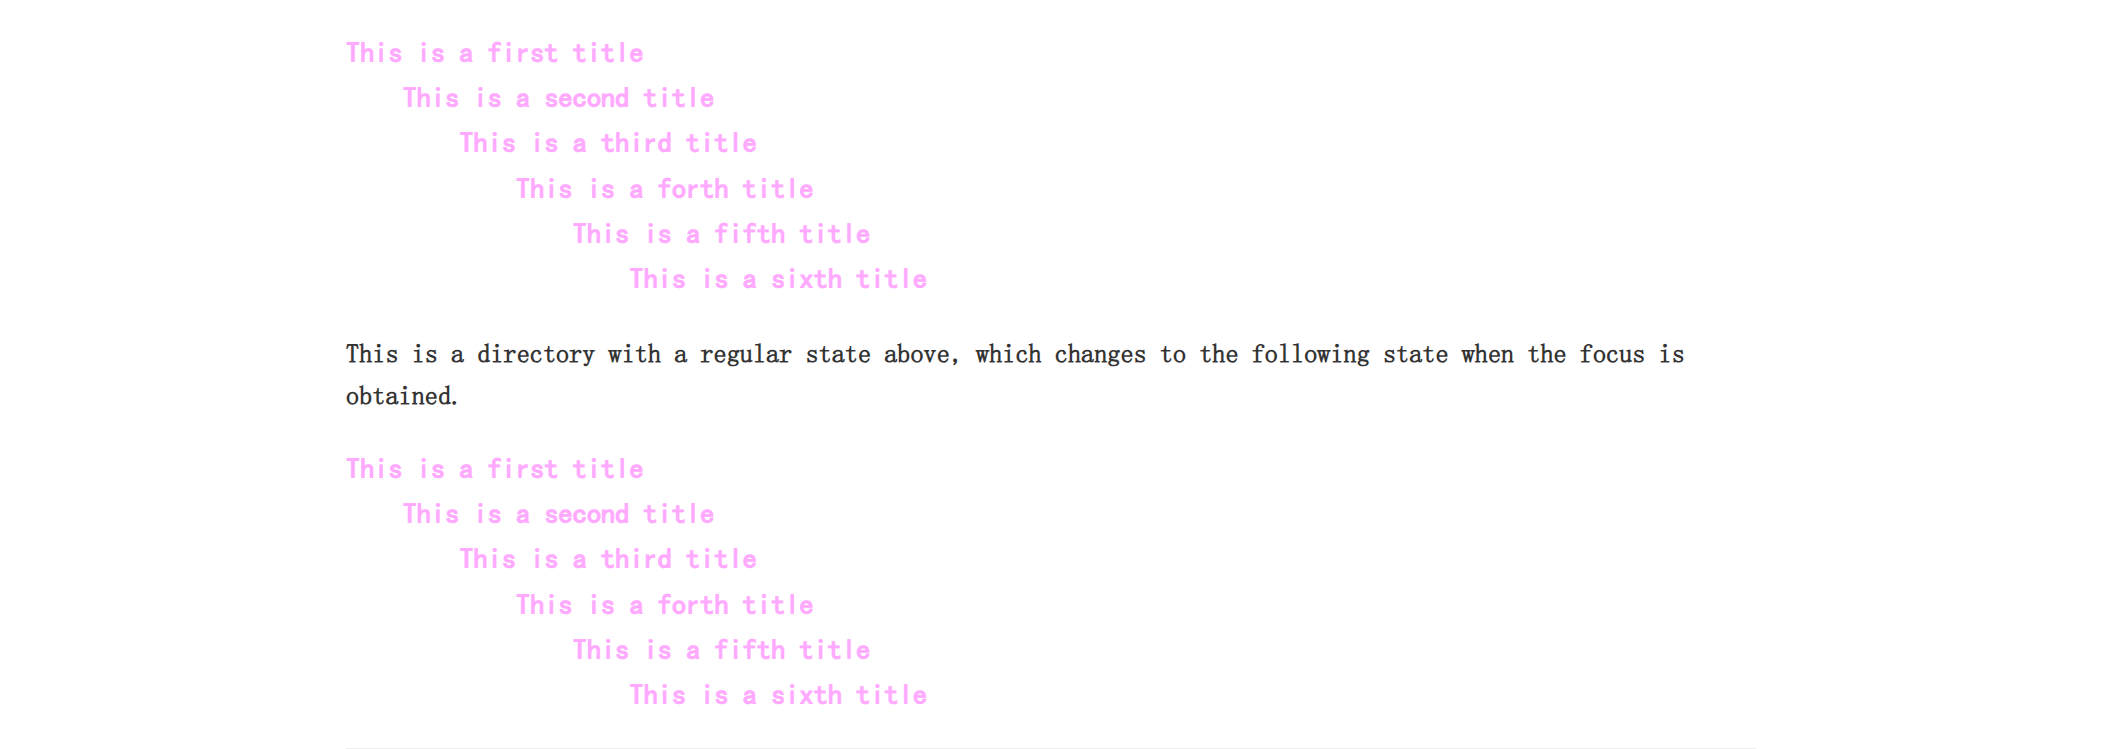 This is a first title
This is a second title
This is a third title
This is a forth title
This is a fifth title
This is a sixth title
This is a directory with a regular state above, which changes to the following state when the focus is
obtained.
This is a first title
This is a second title
This is a third title
This is a forth title
This is a fifth title
This is a sixth title